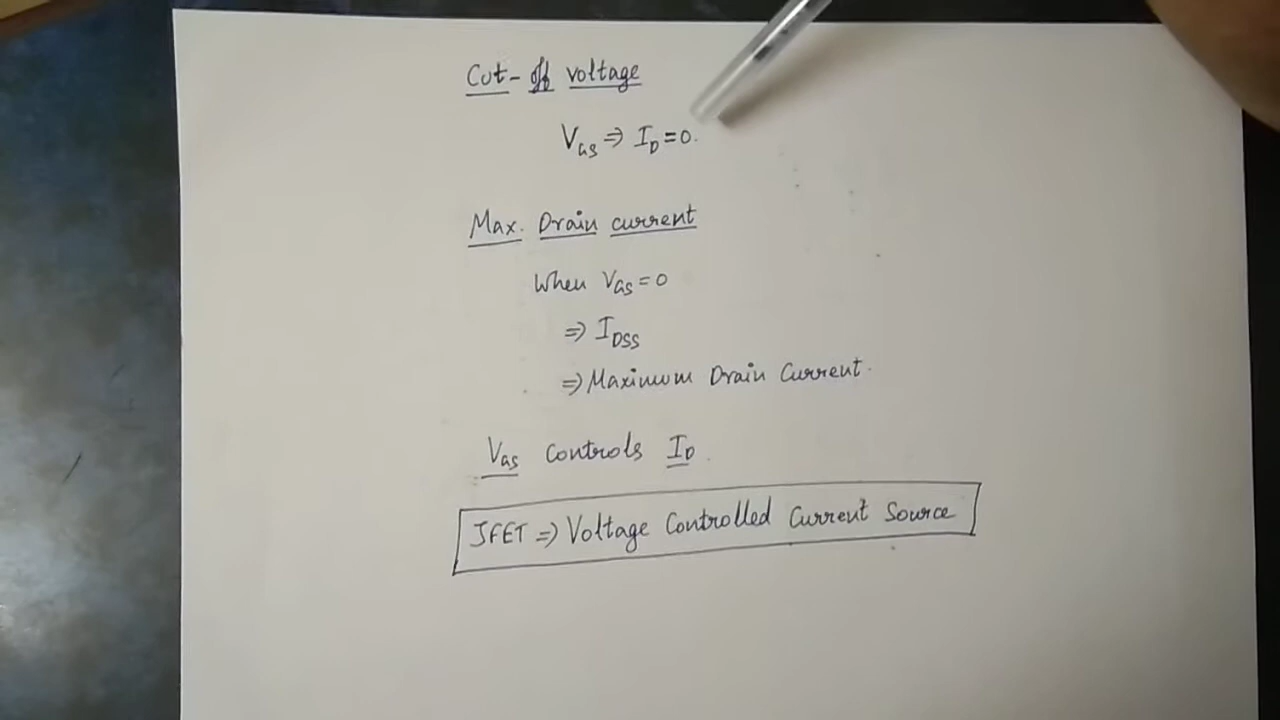 Cut-off voltage
VGS ⇒ ID = 0.
Max. Drain current
When VGS = 0
⇒ IDSS
⇒ Maximum Drain Current.
VGS controls ID.
JFET ⇒ Voltage Controlled Current Source